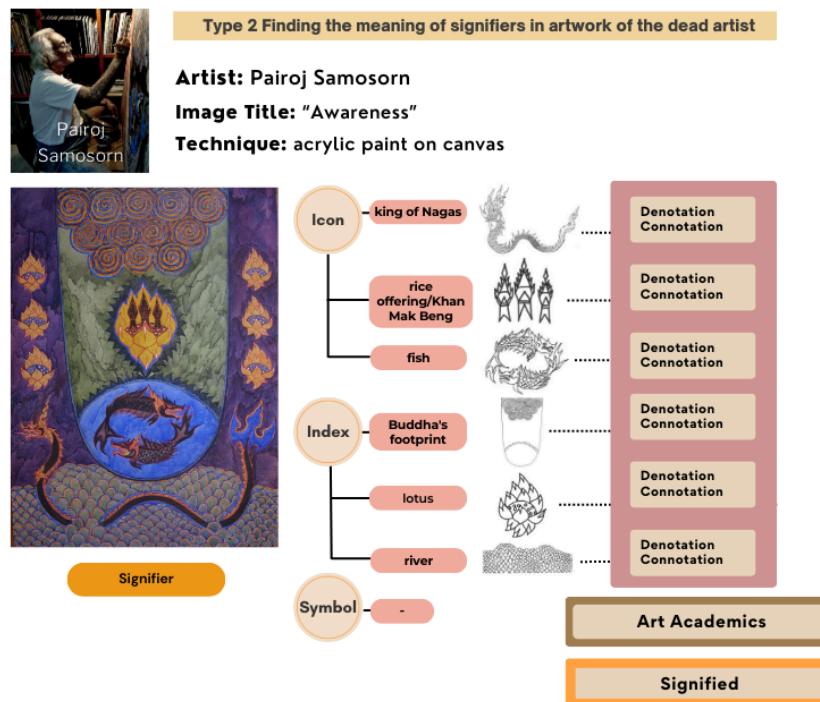 Type 2 Finding the meaning of signifiers in artwork of the dead artist
Pairoj
Samosorn
Artist: Pairoj Samosorn
Image Title: “Awareness”
Technique: acrylic paint on canvas
Signifier
Icon
king of Nagas
Denotation
Connotation
rice
offering/Khan
Mak Beng
Denotation
Connotation
fish
Denotation
Connotation
Index
Buddha's
footprint
Denotation
Connotation
lotus
Denotation
Connotation
river
Denotation
Connotation
Symbol
-
Art Academics
Signified